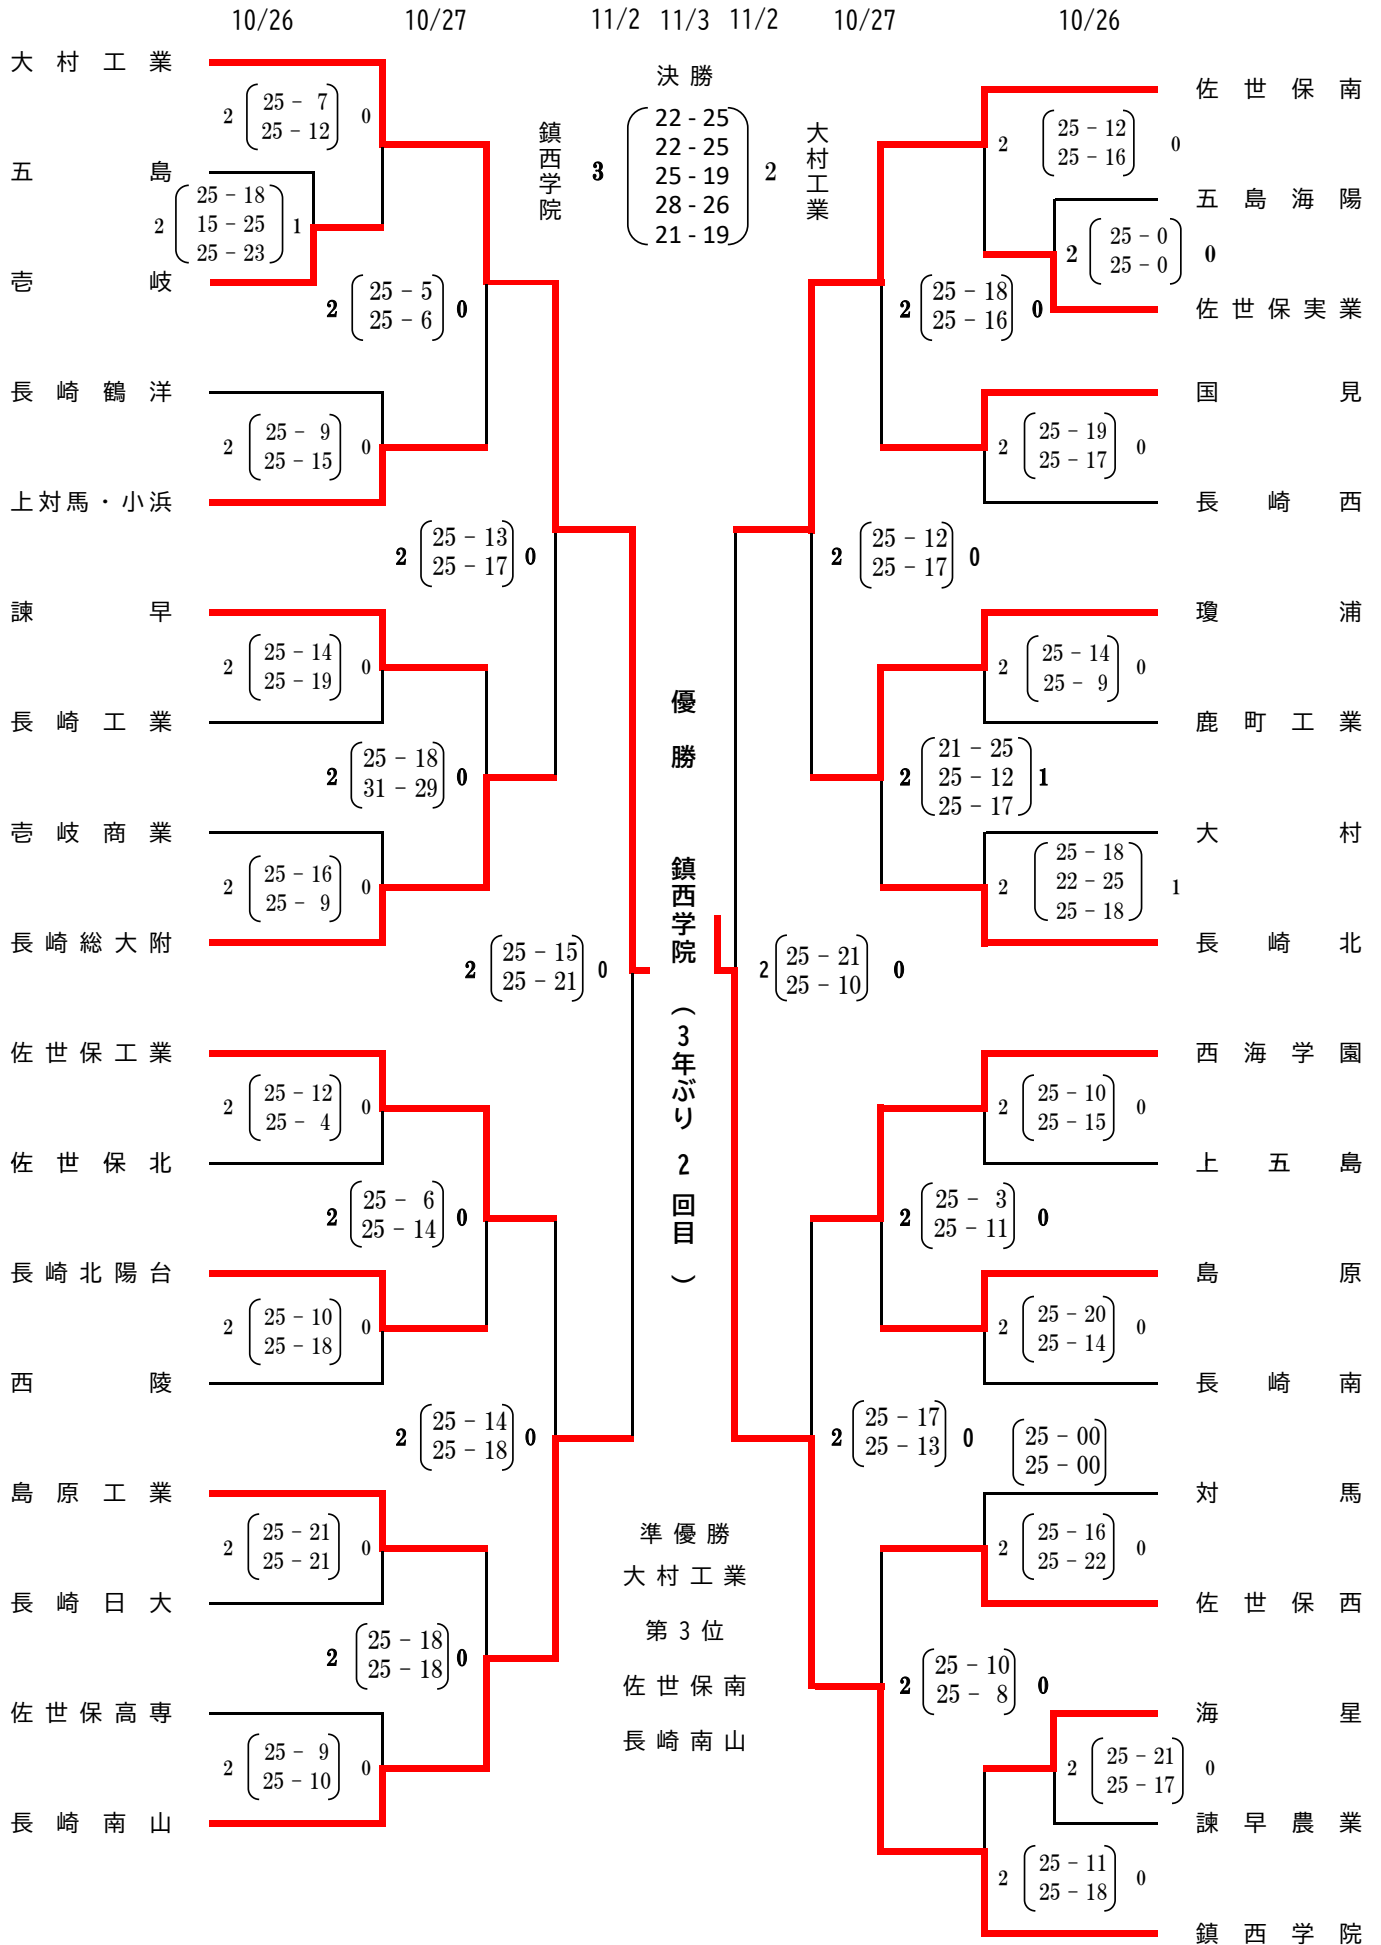 10/26 10/27 11/2 11/3 11/2 10/27 10/26
決勝
鎮西学院 3 2 大村工業
22 - 25
22 - 25
25 - 19
28 - 26
21 - 19
大村工業
2 0
25 - 7
25 - 12
五島
2 1
25 - 18
15 - 25
25 - 23
壱岐
2 0
25 - 5
25 - 6
長崎鶴洋
2 0
25 - 9
25 - 15
上対馬・小浜
2 0
25 - 13
25 - 17
諫早
2 0
25 - 14
25 - 19
長崎工業
2 0
25 - 18
31 - 29
壱岐商業
2 0
25 - 16
25 - 9
長崎総大附
2 0
25 - 15
25 - 21
佐世保工業
2 0
25 - 12
25 - 4
佐世保北
2 0
25 - 6
25 - 14
長崎北陽台
2 0
25 - 10
25 - 18
西陵
2 0
25 - 14
25 - 18
島原工業
2 0
25 - 21
25 - 21
長崎日大
2 0
25 - 18
25 - 18
佐世保高専
2 0
25 - 9
25 - 10
長崎南山
優勝 鎮西学院 (3年ぶり2回目)
準優勝
大村工業
第3位
佐世保南
長崎南山
佐世保南
2 0
25 - 12
25 - 16
五島海陽
2 0
25 - 0
25 - 0
佐世保実業
2 0
25 - 18
25 - 16
国見
2 0
25 - 19
25 - 17
長崎西
2 0
25 - 12
25 - 17
瓊浦
2 0
25 - 14
25 - 9
鹿町工業
2 1
21 - 25
25 - 12
25 - 17
大村
2 1
25 - 18
22 - 25
25 - 18
長崎北
2 0
25 - 21
25 - 10
西海学園
2 0
25 - 10
25 - 15
上五島
2 0
25 - 3
25 - 11
島原
2 0
25 - 20
25 - 14
長崎南
2 0
25 - 17
25 - 13
25 - 00
25 - 00
対馬
2 0
25 - 16
25 - 22
佐世保西
2 0
25 - 10
25 - 8
海星
2 0
25 - 21
25 - 17
諫早農業
2 0
25 - 11
25 - 18
鎮西学院